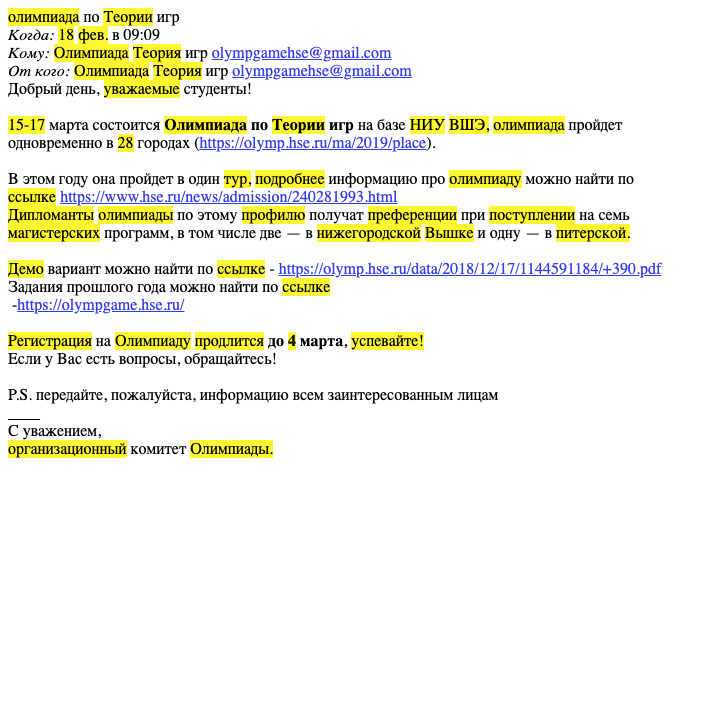 олимпиада по Теории игр
Когда: 18 фев. в 09:09
Кому: Олимпиада Теория игр olympgamehse@gmail.com
От кого: Олимпиада Теория игр olympgamehse@gmail.com
Добрый день, уважаемые студенты!
15-17 марта состоится Олимпиада по Теории игр на базе НИУ ВШЭ, олимпиада пройдет
одновременно в 28 городах (https://olymp.hse.ru/ma/2019/place).
В этом году она пройдет в один тур, подробнее информацию про олимпиаду можно найти по
ссылке https://www.hse.ru/news/admission/240281993.html
Дипломанты олимпиады по этому профилю получат преференции при поступлении на семь
магистерских программ, в том числе две — в нижегородской Вышке и одну — в питерской.
Демо вариант можно найти по ссылке - https://olymp.hse.ru/data/2018/12/17/1144591184/+390.pdf
Задания прошлого года можно найти по ссылке
-https://olympgame.hse.ru/
Регистрация на Олимпиаду продлится до 4 марта, успевайте!
Если у Вас есть вопросы, обращайтесь!
P.S. передайте, пожалуйста, информацию всем заинтересованным лицам
____
С уважением,
организационный комитет Олимпиады.